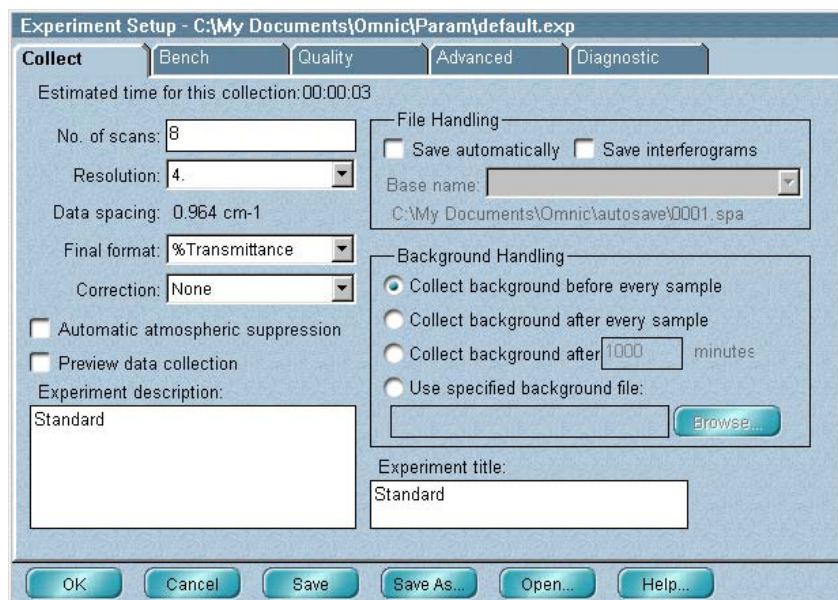 Experiment Setup - C:\My Documents\Omnic\Param\default.exp
Collect Bench Quality Advanced Diagnostic
Estimated time for this collection:00:00:03
No. of scans: 8
Resolution: 4.
Data spacing: 0.964 cm-1
Final format: %Transmittance
Correction: None
Automatic atmospheric suppression
Preview data collection
Experiment description:
Standard
File Handling
Save automatically Save interferograms
Base name:
C:\My Documents\Omnic\autosave\0001.spa
Background Handling
Collect background before every sample
Collect background after every sample
Collect background after 1000 minutes
Use specified background file:
Browse...
Experiment title:
Standard
OK Cancel Save Save As... Open... Help...